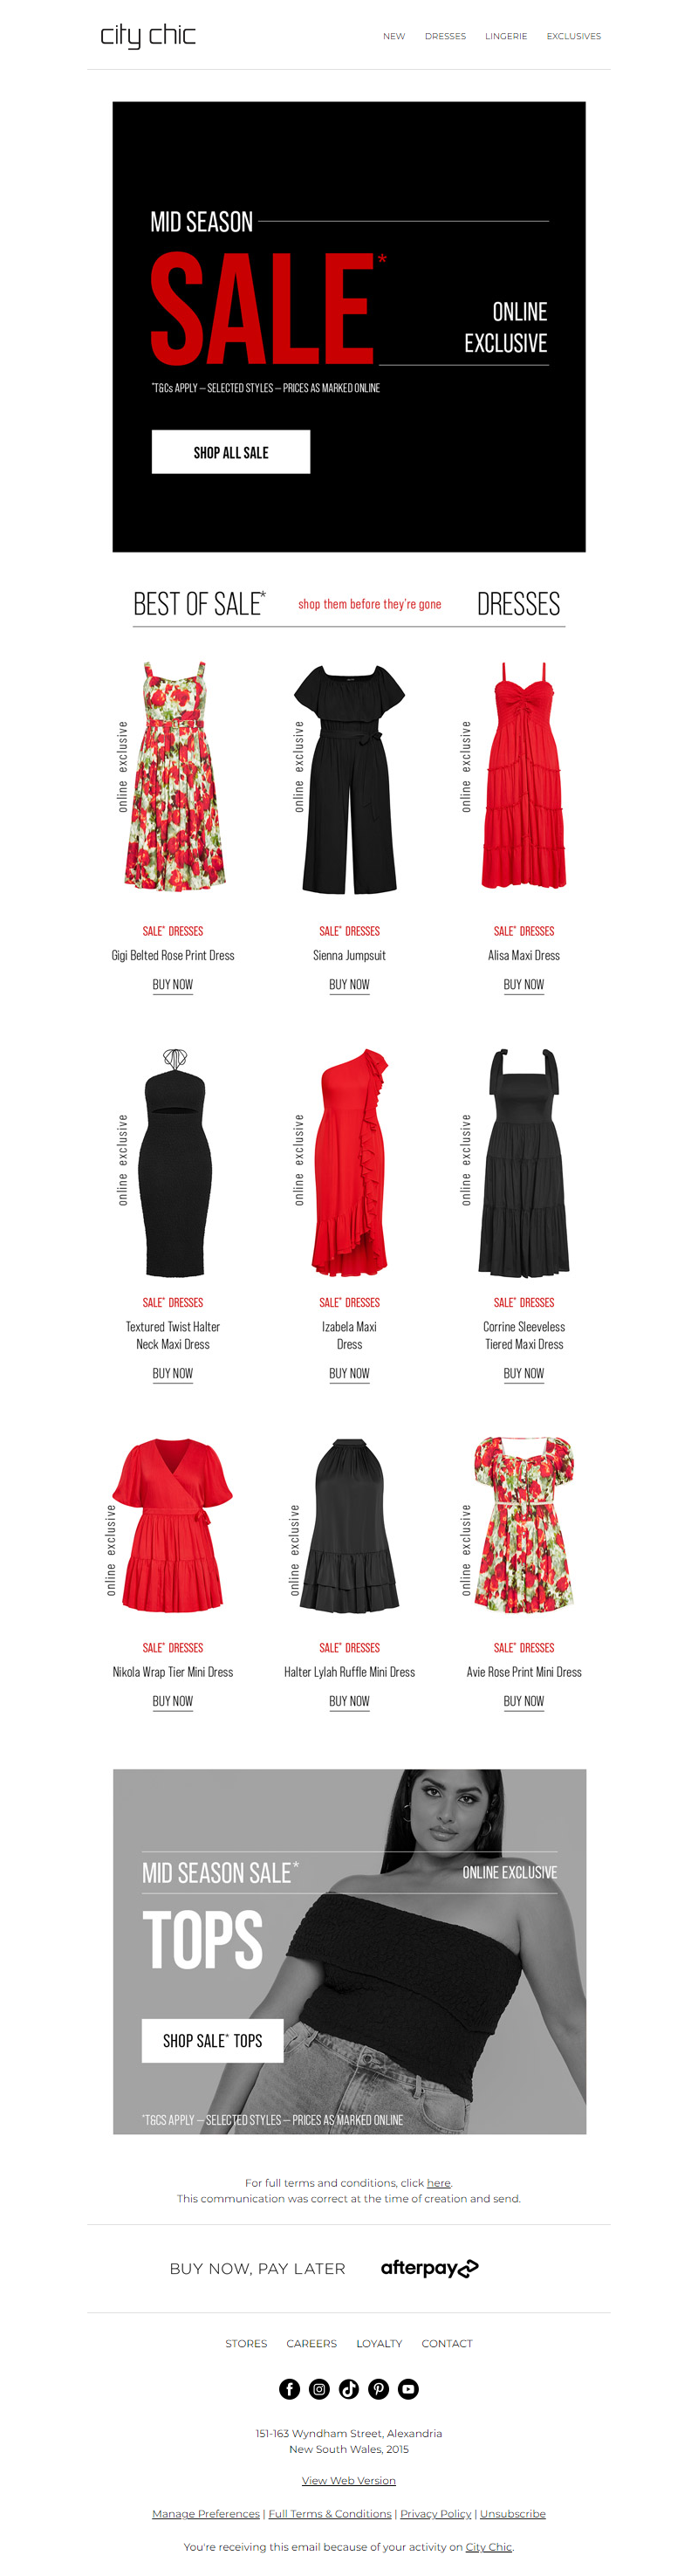 city chic
NEW DRESSES LINGERIE EXCLUSIVES
MID SEASON
SALE*
ONLINE
EXCLUSIVE
*T&Cs APPLY – SELECTED STYLES – PRICES AS MARKED ONLINE
SHOP ALL SALE
BEST OF SALE* shop them before they're gone DRESSES
online exclusive
online exclusive
online exclusive
SALE* DRESSES SALE* DRESSES SALE* DRESSES
Gigi Belted Rose Print Dress Sienna Jumpsuit Alisa Maxi Dress
BUY NOW BUY NOW BUY NOW
online exclusive
online exclusive
online exclusive
SALE* DRESSES SALE* DRESSES SALE* DRESSES
Textured Twist Halter Izabela Maxi Corrine Sleeveless
Neck Maxi Dress Dress Tiered Maxi Dress
BUY NOW BUY NOW BUY NOW
online exclusive
online exclusive
online exclusive
SALE* DRESSES SALE* DRESSES SALE* DRESSES
Nikola Wrap Tier Mini Dress Halter Lylah Ruffle Mini Dress Avie Rose Print Mini Dress
BUY NOW BUY NOW BUY NOW
MID SEASON SALE* ONLINE EXCLUSIVE
TOPS
SHOP SALE* TOPS
*T&CS APPLY – SELECTED STYLES – PRICES AS MARKED ONLINE
For full terms and conditions, click here.
This communication was correct at the time of creation and send.
BUY NOW, PAY LATER afterpay
STORES CAREERS LOYALTY CONTACT
151-163 Wyndham Street, Alexandria
New South Wales, 2015
View Web Version
Manage Preferences | Full Terms & Conditions | Privacy Policy | Unsubscribe
You're receiving this email because of your activity on City Chic.